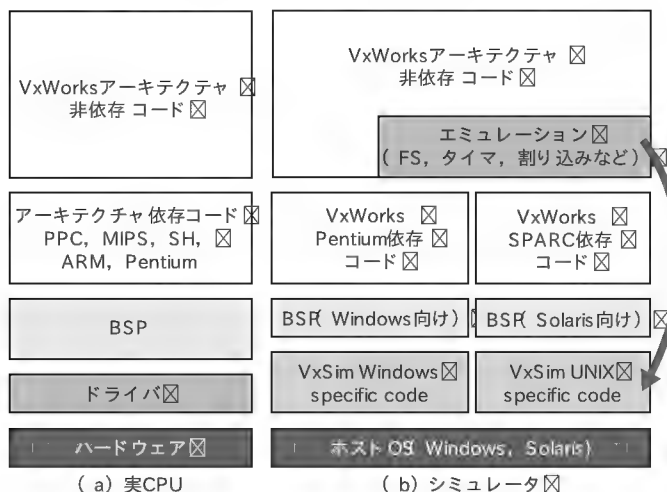 VxWorksアーキテクチャ
非依存 コード
VxWorksアーキテクチャ
非依存 コード
エミュレーション
( FS, タイマ, 割り込みなど)
アーキテクチャ 依存コード
PPC, MIPS, SH,
ARM, Pentium
VxWorks
Pentium依存
コード
VxWorks
SPARC依存
コード
BSP
BSP( Windows向け)
BSP( Solaris向け)
ドライバ
VxSim Windows
specific code
VxSim UNIX
specific code
ハードウェア
ホスト OS( Windows, Solaris)
( a) 実CPU
( b) シミュレータ